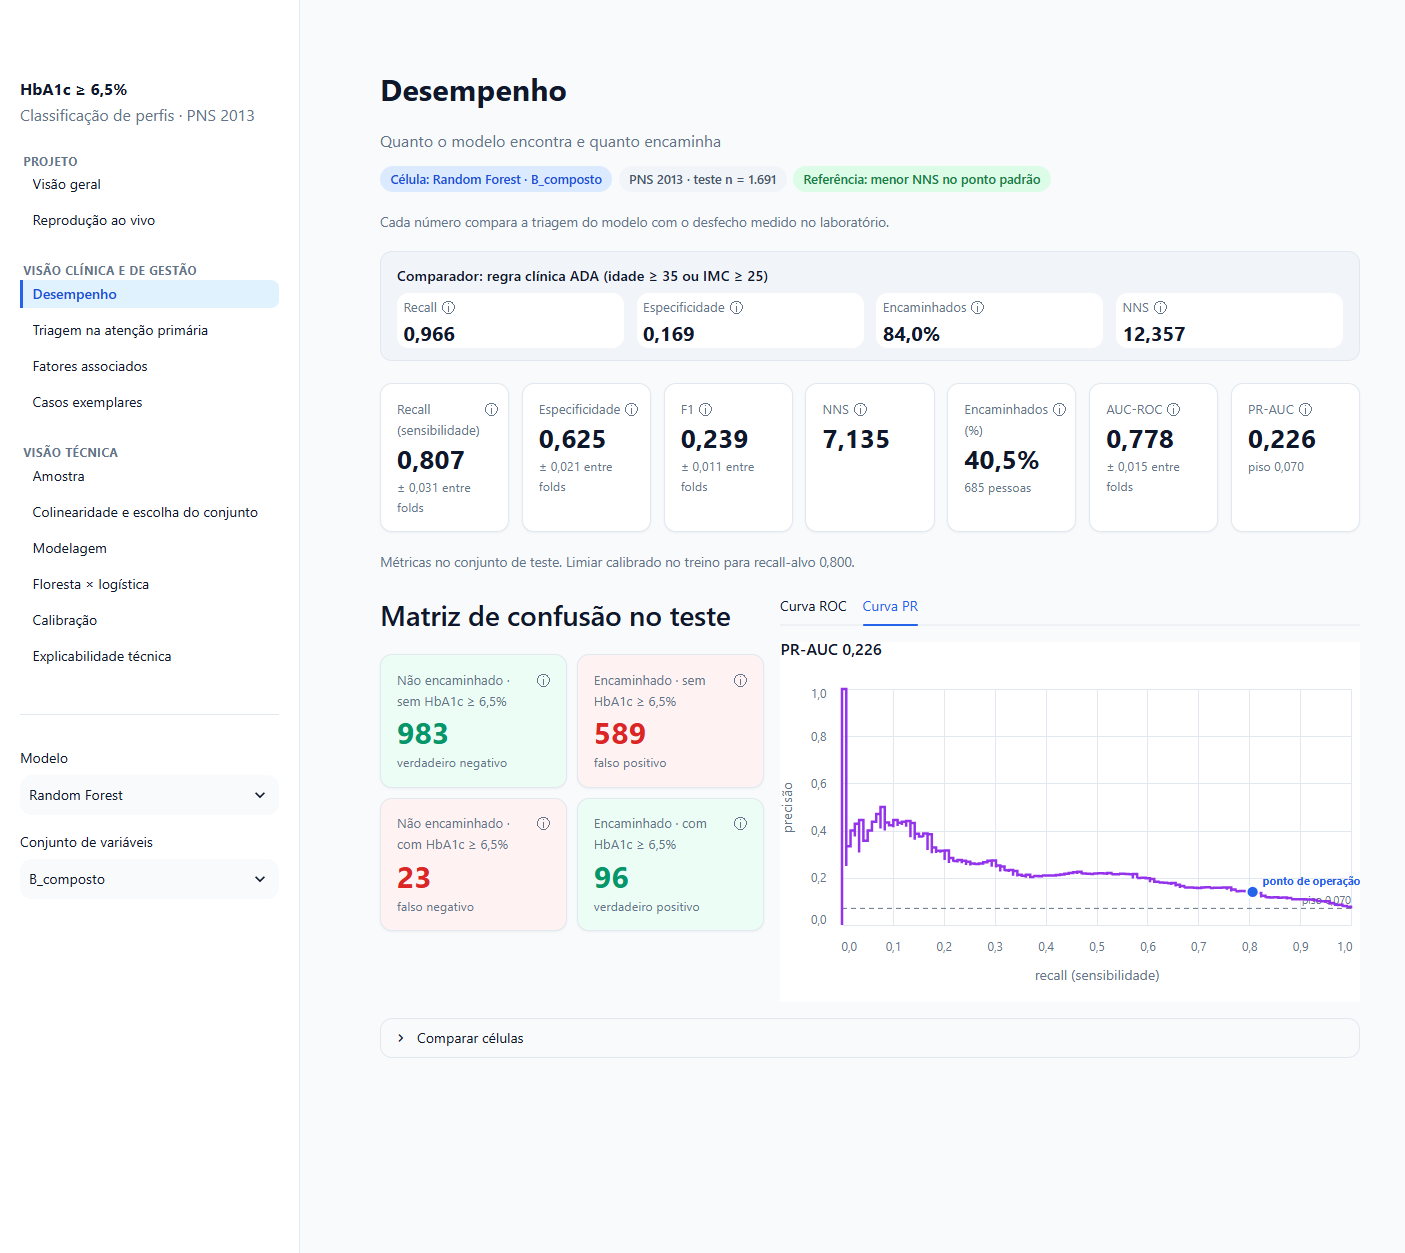 HbA1c ≥ 6,5%
Classificação de perfis · PNS 2013
PROJETO
Visão geral
Reprodução ao vivo
VISÃO CLÍNICA E DE GESTÃO
Desempenho
Triagem na atenção primária
Fatores associados
Casos exemplares
VISÃO TÉCNICA
Amostra
Colinearidade e escolha do conjunto
Modelagem
Floresta × logística
Calibração
Explicabilidade técnica
Modelo
Random Forest
Conjunto de variáveis
B_composto
Desempenho
Quanto o modelo encontra e quanto encaminha
Célula: Random Forest · B_composto
PNS 2013 · teste n = 1.691
Referência: menor NNS no ponto padrão
Cada número compara a triagem do modelo com o desfecho medido no laboratório.
Comparador: regra clínica ADA (idade ≥ 35 ou IMC ≥ 25)
Recall
0,966
Especificidade
0,169
Encaminhados
84,0%
NNS
12,357
Recall
(sensibilidade)
0,807
± 0,031 entre
folds
Especificidade
0,625
± 0,021 entre
folds
F1
0,239
± 0,011 entre
folds
NNS
7,135
Encaminhados
(%)
40,5%
685 pessoas
AUC-ROC
0,778
± 0,015 entre
folds
PR-AUC
0,226
piso 0,070
Métricas no conjunto de teste. Limiar calibrado no treino para recall-alvo 0,800.
Matriz de confusão no teste
Não encaminhado ·
sem HbA1c ≥ 6,5%
983
verdadeiro negativo
Encaminhado · sem
HbA1c ≥ 6,5%
589
falso positivo
Não encaminhado ·
com HbA1c ≥ 6,5%
23
falso negativo
Encaminhado · com
HbA1c ≥ 6,5%
96
verdadeiro positivo
Curva ROC
Curva PR
PR-AUC 0,226
1,0
0,8
0,6
0,4
0,2
0,0
precisão
ponto de operação
piso 0,070
0,0 0,1 0,2 0,3 0,4 0,5 0,6 0,7 0,8 0,9 1,0
recall (sensibilidade)
Comparar células